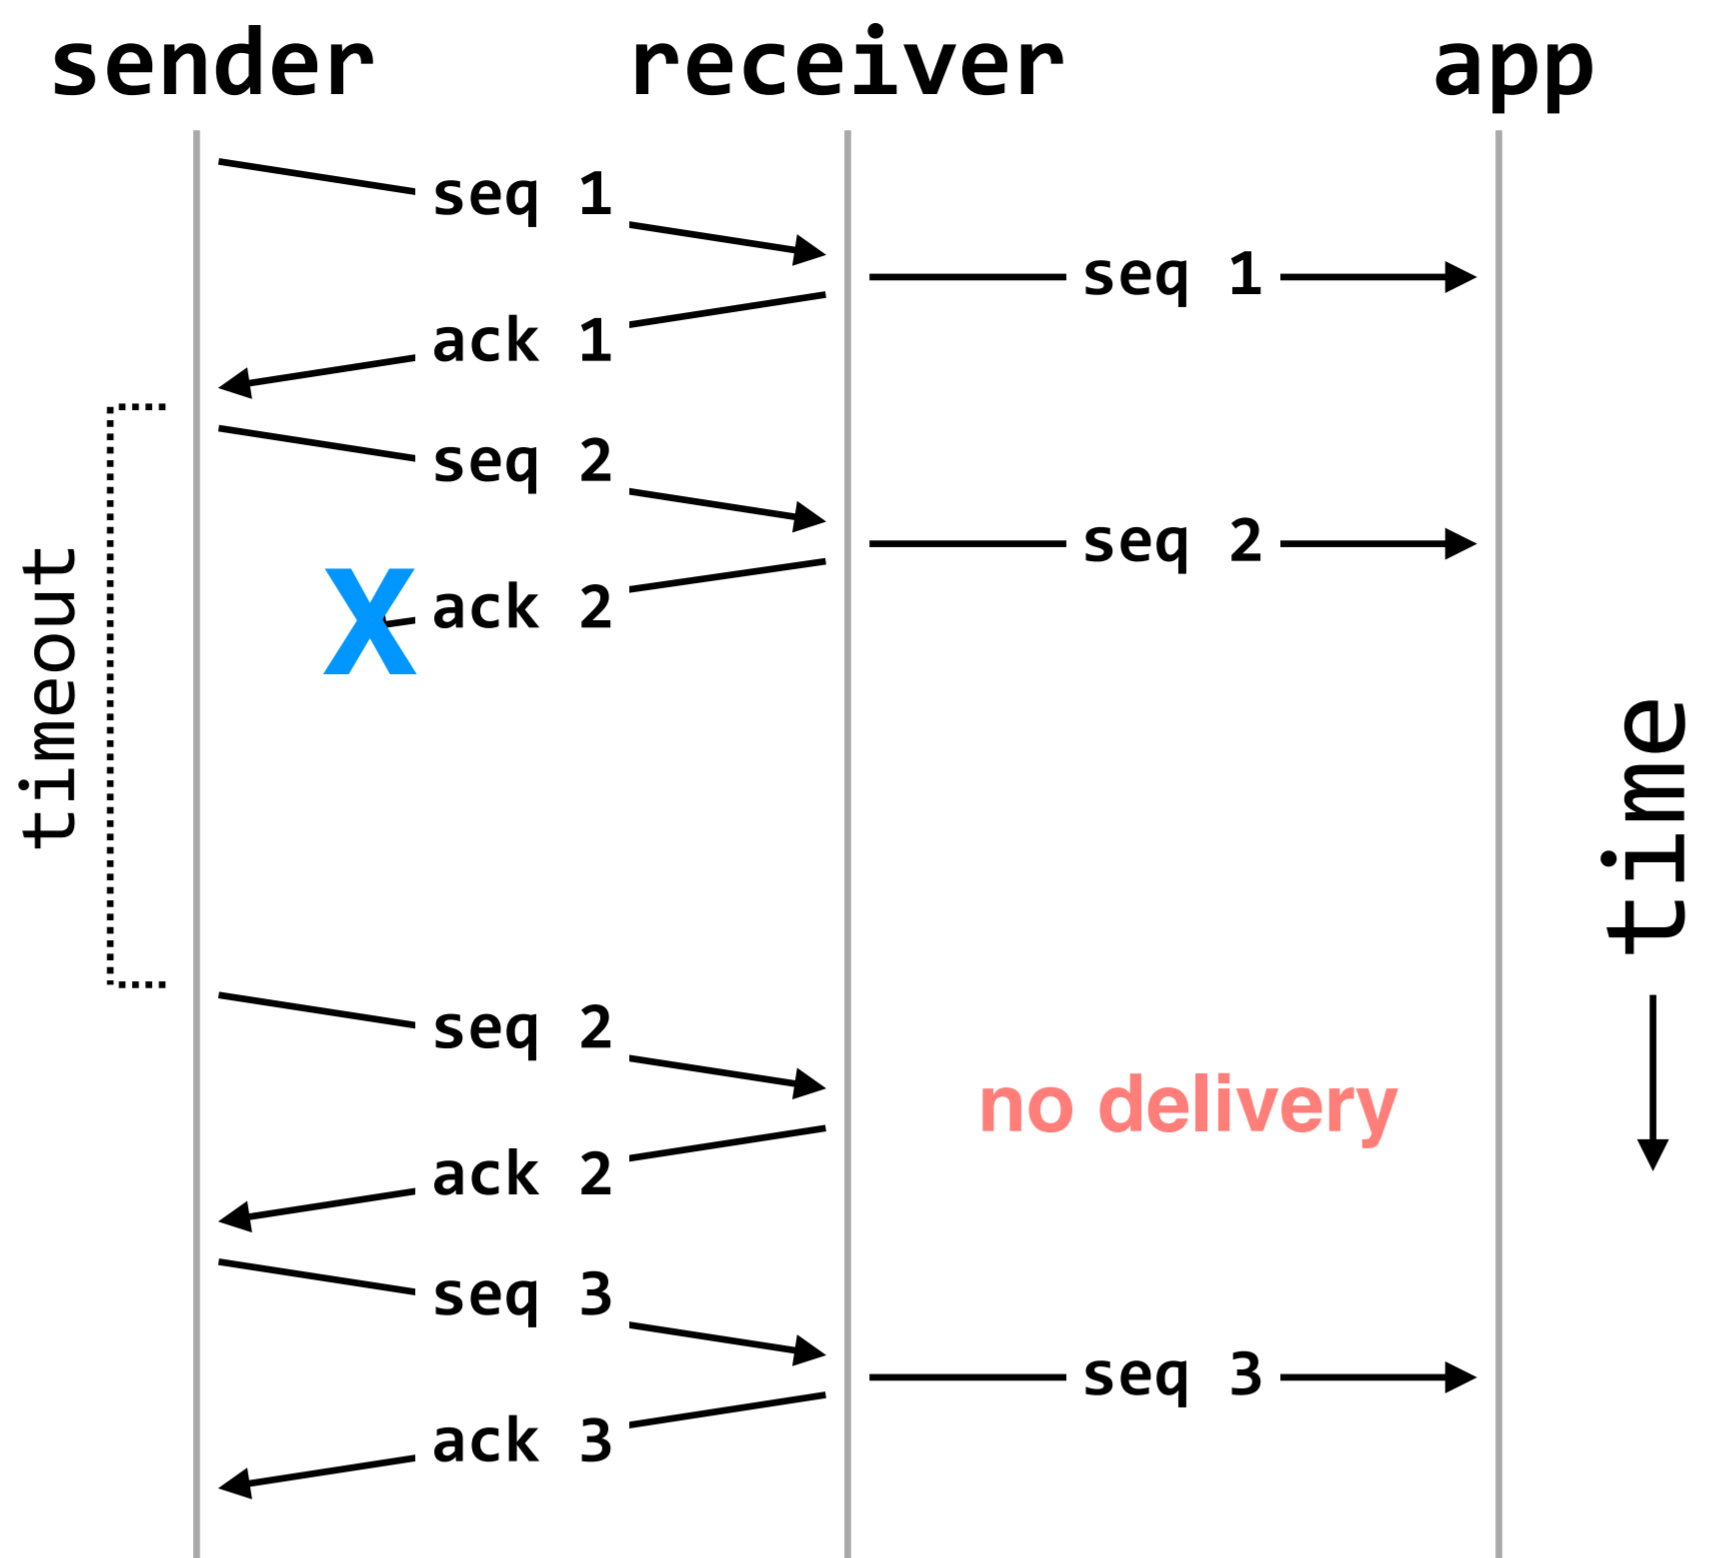 sender receiver app
seq 1
seq 1
ack 1
seq 2
seq 2
X ack 2
timeout
time
seq 2
no delivery
ack 2
seq 3
seq 3
ack 3